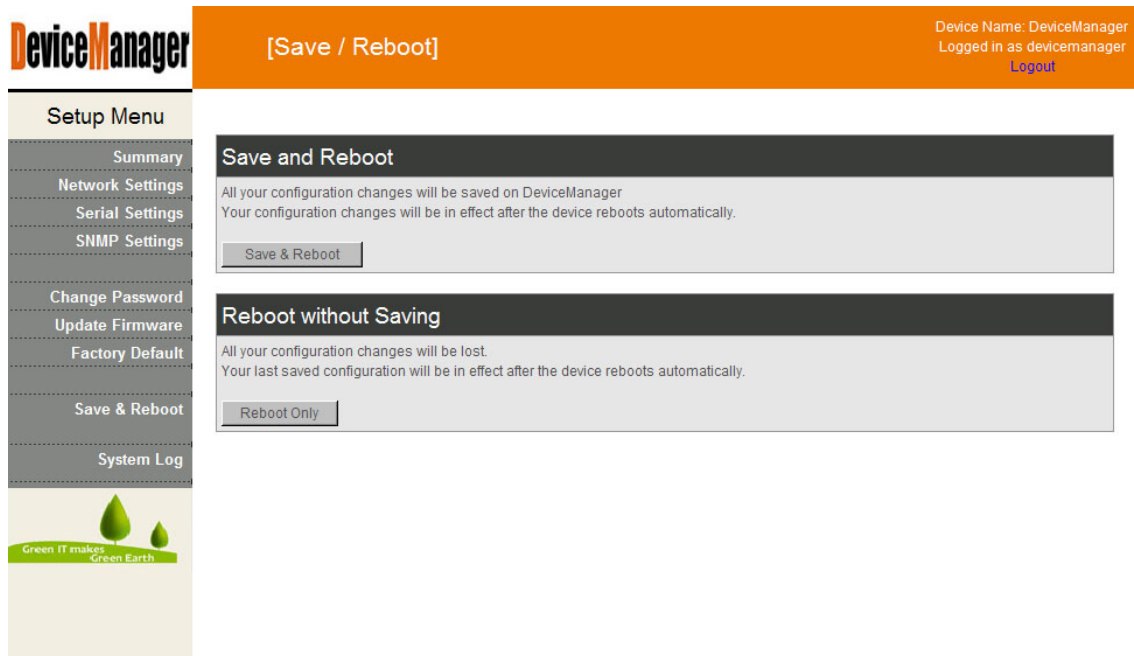 DeviceManager
[Save / Reboot]
Device Name: DeviceManager
Logged in as devicemanager
Logout
Setup Menu
Summary
Network Settings
Serial Settings
SNMP Settings
Change Password
Update Firmware
Factory Default
Save & Reboot
System Log
Green IT makes
Green Earth
Save and Reboot
All your configuration changes will be saved on DeviceManager
Your configuration changes will be in effect after the device reboots automatically.
Save & Reboot
Reboot without Saving
All your configuration changes will be lost.
Your last saved configuration will be in effect after the device reboots automatically.
Reboot Only